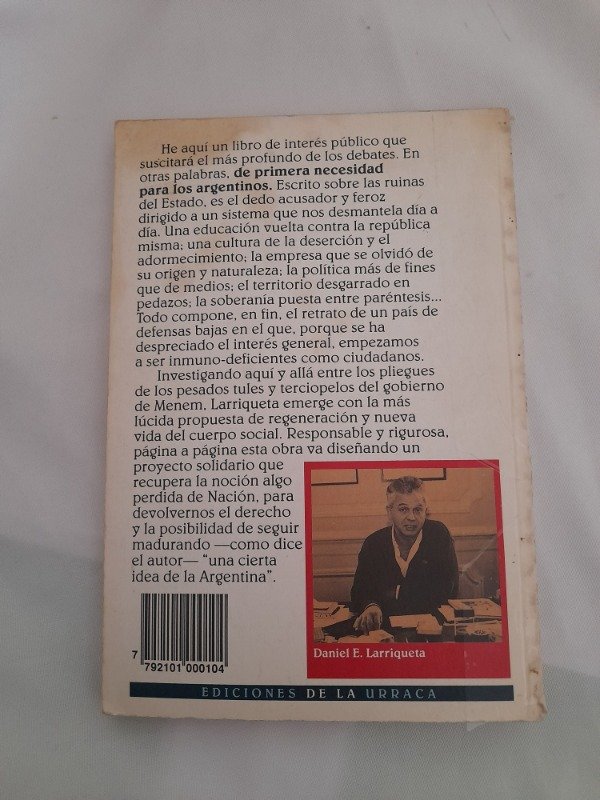 He aquí un libro de interés público que
suscitará el más profundo de los debates. En
otras palabras, de primera necesidad
para los argentinos. Escrito sobre las ruinas
del Estado, es el dedo acusador y feroz
dirigido a un sistema que nos desmantela día a
día. Una educación vuelta contra la república
misma; una cultura de la deserción y el
adormecimiento; la empresa que se olvidó de
su origen y naturaleza; la política más de fines
que de medios; el territorio desgarrado en
pedazos; la soberanía puesta entre paréntesis...
Todo compone, en fin, el retrato de un país de
defensas bajas en el que, porque se ha
despreciado el interés general, empezamos
a ser inmuno-deficientes como ciudadanos.
Investigando aquí y allá entre los pliegues
de los pesados tules y terciopelos del gobierno
de Menem, Larriqueta emerge con la más
lúcida propuesta de regeneración y nueva
vida del cuerpo social. Responsable y rigurosa,
página a página esta obra va diseñando un
proyecto solidario que
recupera la noción algo
perdida de Nación, para
devolvernos el derecho
y la posibilidad de seguir
madurando —como dice
el autor— "una cierta
idea de la Argentina".
Daniel E. Larriqueta
7 792101 000104
EDICIONES DE LA URRACA